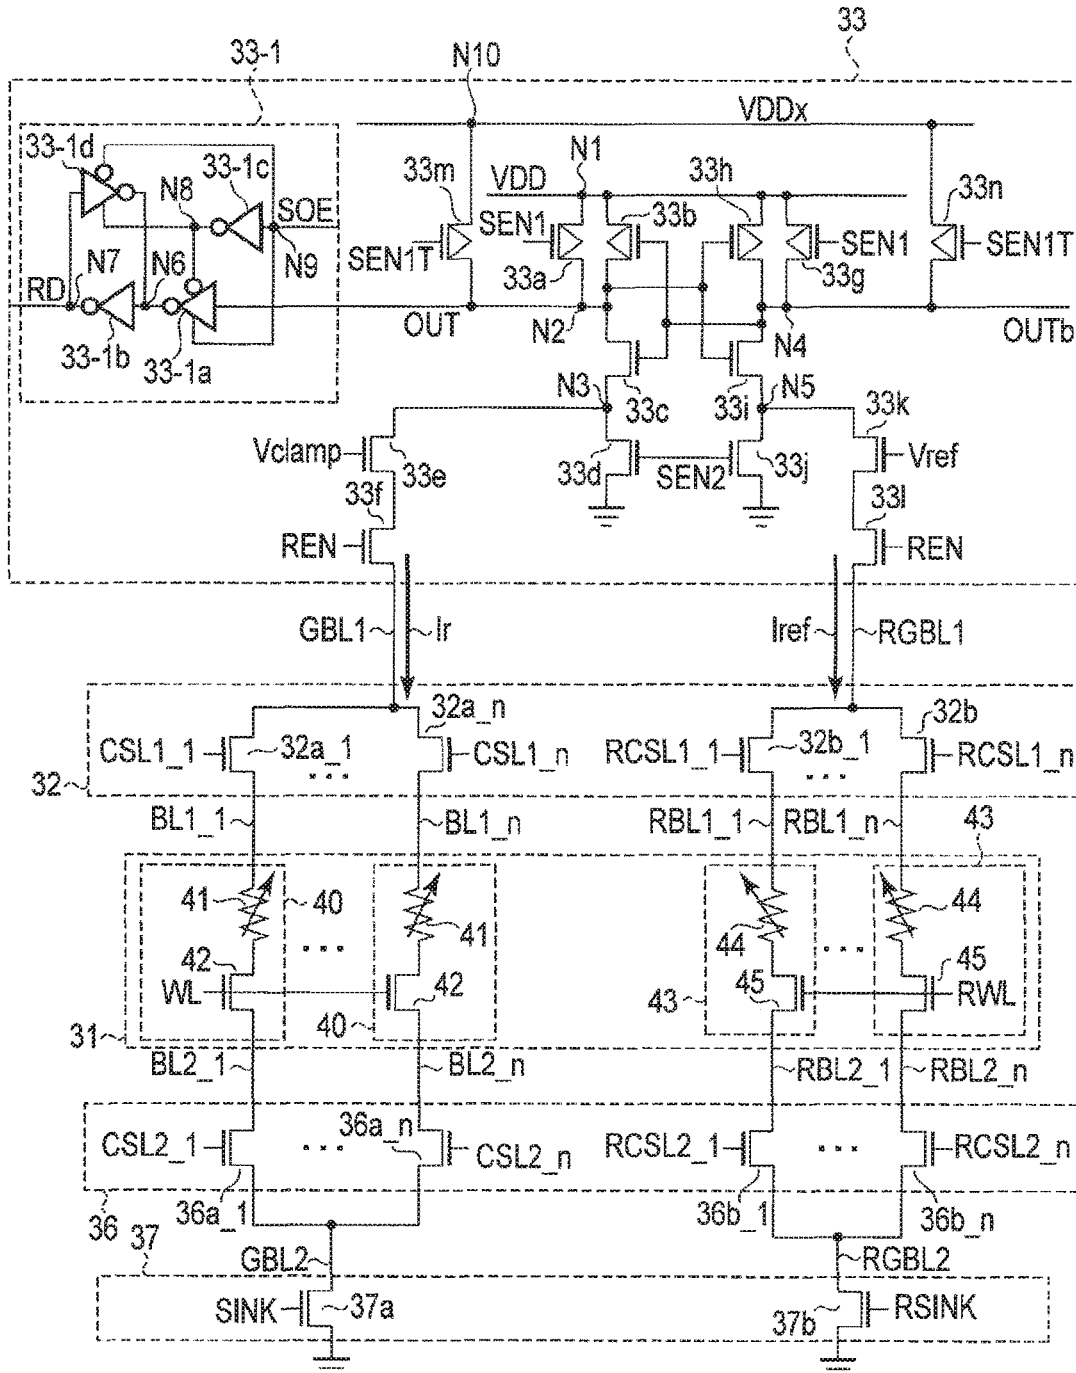 33
33-1
N10
VDDx
33-1d
33-1c
N8
SOE
N9
N7
N6
RD
33-1b
33-1a
33m
SEN1T
N1
VDD
SEN1
33a
33b
33h
33g
SEN1
33n
SEN1T
OUT
N2
N4
OUTb
N3
33c
33i
N5
33k
Vclamp
33e
33d
SEN2
33j
Vref
33f
33l
REN
REN
GBL1
Ir
Iref
RGBL1
32a_n
32b
CSL1_1
32a_1
CSL1_n
RCSL1_1
32b_1
RCSL1_n
32
...
...
BL1_1
BL1_n
RBL1_1
RBL1_n
43
41
40
41
44
44
...
...
42
42
45
45
WL
40
43
RWL
31
BL2_1
BL2_n
RBL2_1
RBL2_n
CSL2_1
...
36a_n
CSL2_n
RCSL2_1
...
RCSL2_n
36
36a_1
36b_1
36b_n
37
GBL2
RGBL2
SINK
37a
37b
RSINK